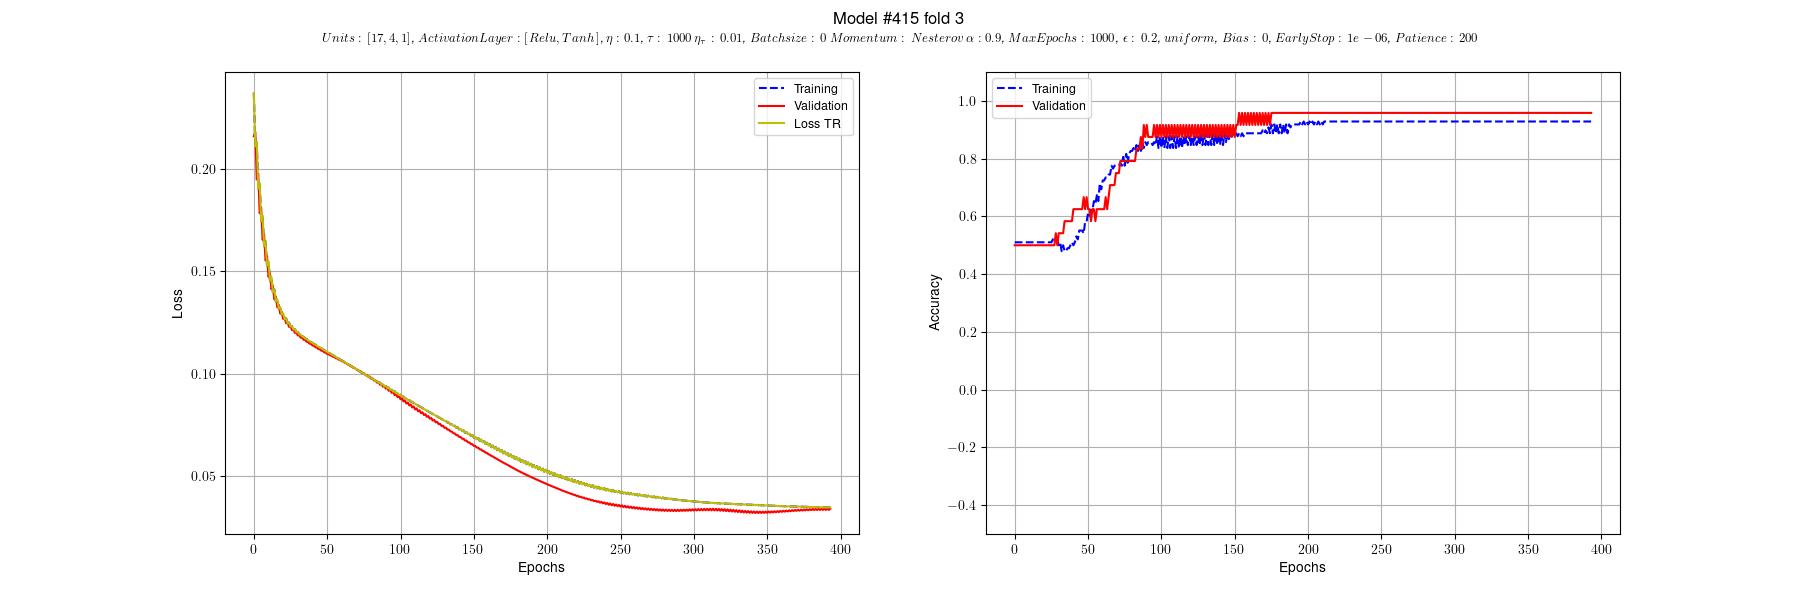 Model #415 fold 3
Units : [17, 4, 1], ActivationLayer : [Relu, Tanh], η : 0.1, τ : 1000 η_τ : 0.01, Batchsize : 0 Momentum : Nesterov α : 0.9, MaxEpochs : 1000, ϵ : 0.2, uniform, Bias : 0, EarlyStop : 1e − 06, Patience : 200
Training
Validation
Loss TR
0.20
0.15
0.10
0.05
Loss
0 50 100 150 200 250 300 350 400
Epochs
Training
Validation
1.0
0.8
0.6
0.4
0.2
0.0
−0.2
−0.4
Accuracy
0 50 100 150 200 250 300 350 400
Epochs